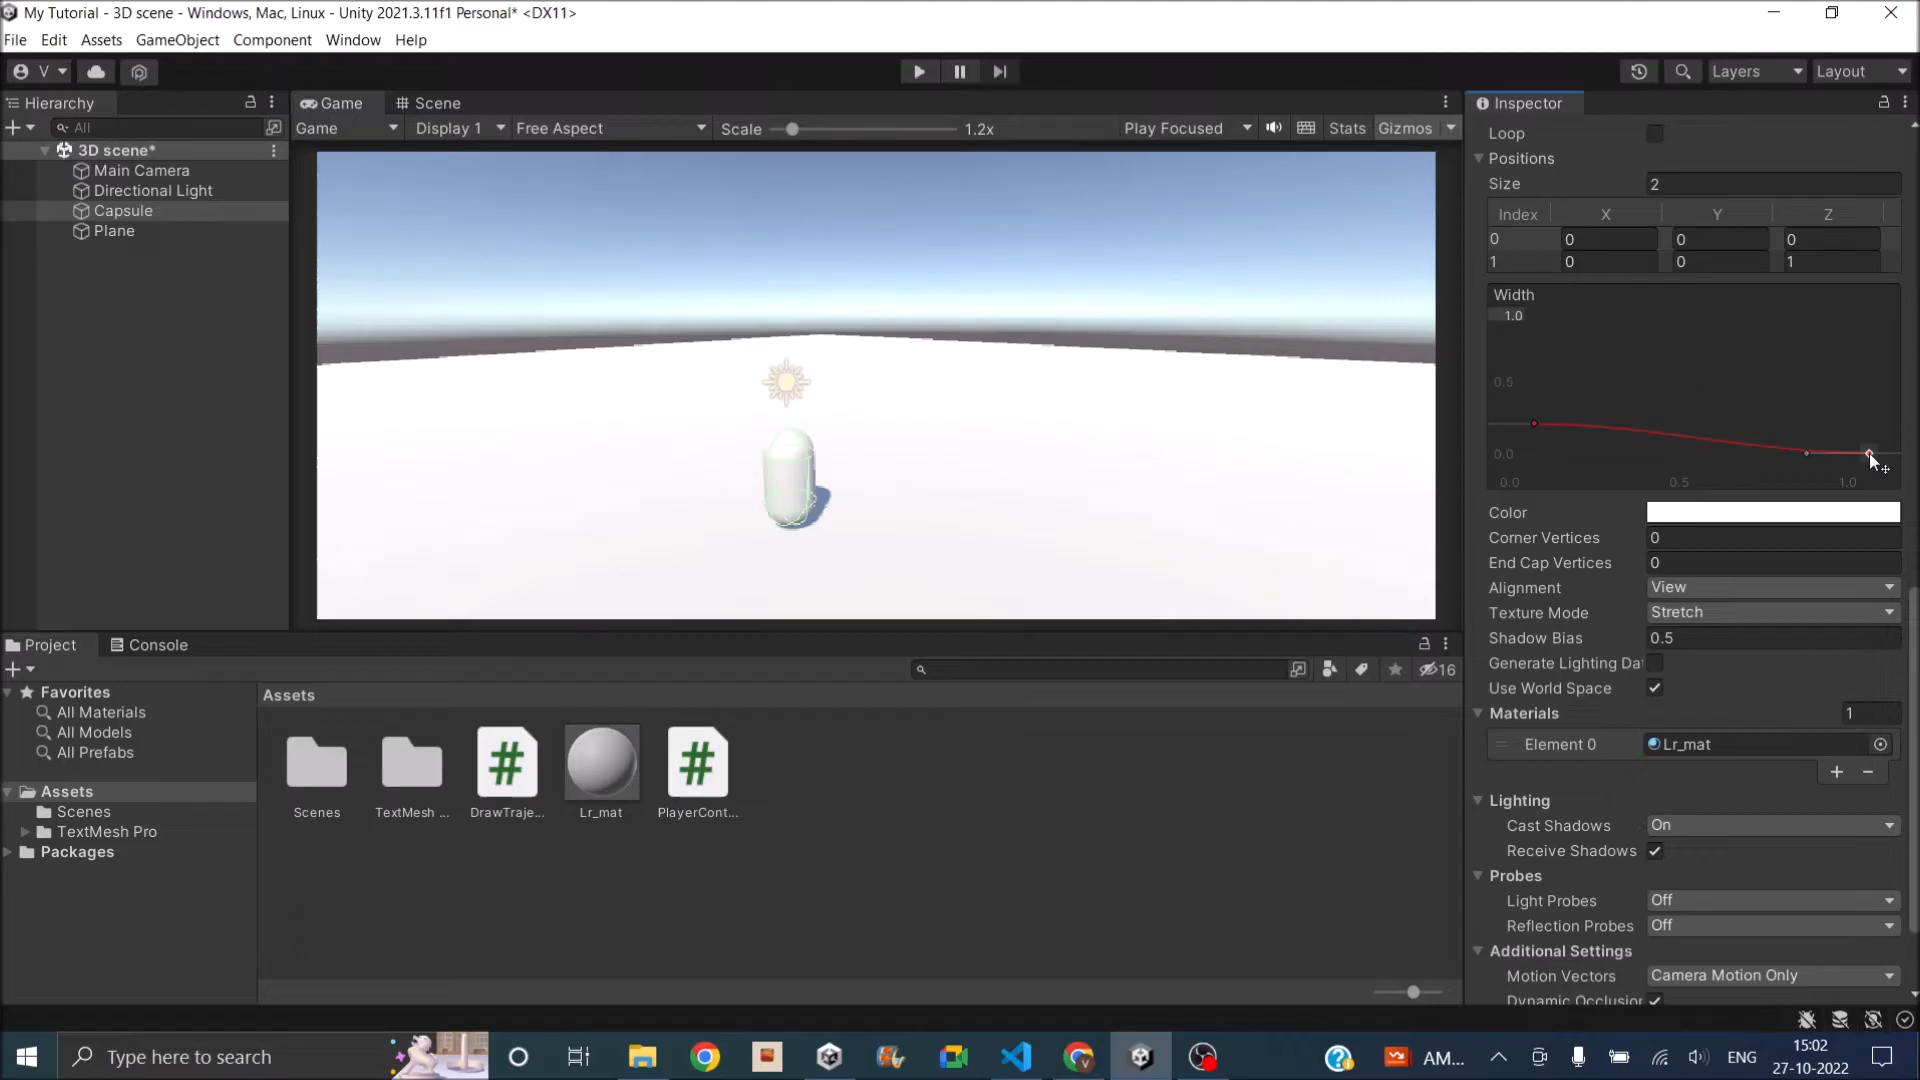 My Tutorial - 3D scene - Windows, Mac, Linux - Unity 2021.3.11f1 Personal* <DX11>
File Edit Assets GameObject Component Window Help
V Layers Layout
Hierarchy
All
3D scene*
Main Camera
Directional Light
Capsule
Plane
Game Scene
Game Display 1 Free Aspect Scale 1.2x Play Focused Stats Gizmos
Inspector
Loop
Positions
Size 2
Index X Y Z
0 0 0 0
1 0 0 1
Width
1.0
0.5
0.0
0.0 0.5 1.0
Color
Corner Vertices 0
End Cap Vertices 0
Alignment View
Texture Mode Stretch
Shadow Bias 0.5
Generate Lighting Dat
Use World Space
Materials 1
Element 0 Lr_mat
Lighting
Cast Shadows On
Receive Shadows
Probes
Light Probes Off
Reflection Probes Off
Additional Settings
Motion Vectors Camera Motion Only
Dynamic Occlusion
Project Console
16
Favorites
All Materials
All Models
All Prefabs
Assets
Scenes
TextMesh Pro
Packages
Assets
Scenes TextMesh ... DrawTraje... Lr_mat PlayerCont...
Type here to search
AM... ENG
15:02
27-10-2022